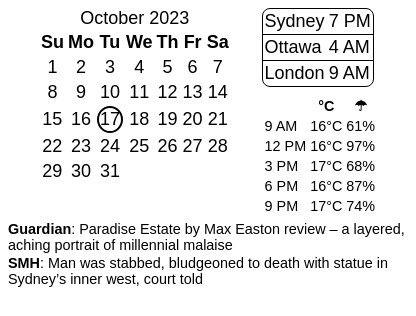 October 2023
Su Mo Tu We Th Fr Sa
1 2 3 4 5 6 7
8 9 10 11 12 13 14
15 16 17 18 19 20 21
22 23 24 25 26 27 28
29 30 31
Sydney 7 PM
Ottawa 4 AM
London 9 AM
°C ☂
9 AM 16°C 61%
12 PM 16°C 97%
3 PM 17°C 68%
6 PM 16°C 87%
9 PM 17°C 74%
Guardian: Paradise Estate by Max Easton review – a layered,
aching portrait of millennial malaise
SMH: Man was stabbed, bludgeoned to death with statue in
Sydney’s inner west, court told